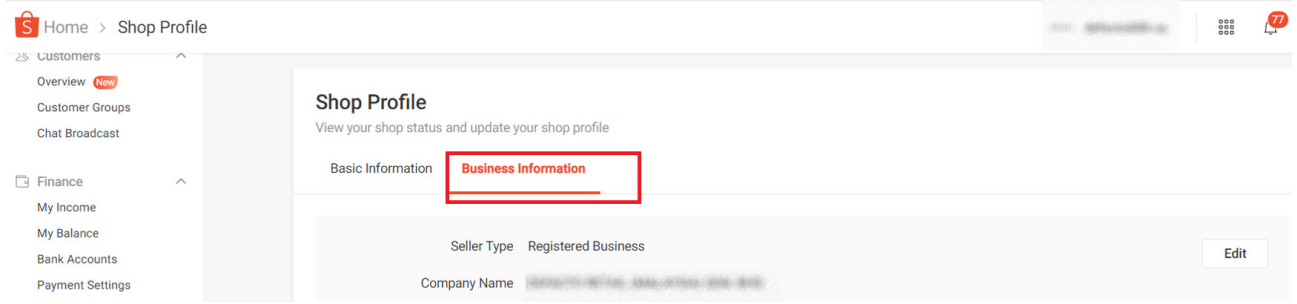 Home > Shop Profile
77
Customers
Overview New
Customer Groups
Chat Broadcast
Finance
My Income
My Balance
Bank Accounts
Payment Settings
Shop Profile
View your shop status and update your shop profile
Basic Information Business Information
Seller Type Registered Business
Edit
Company Name